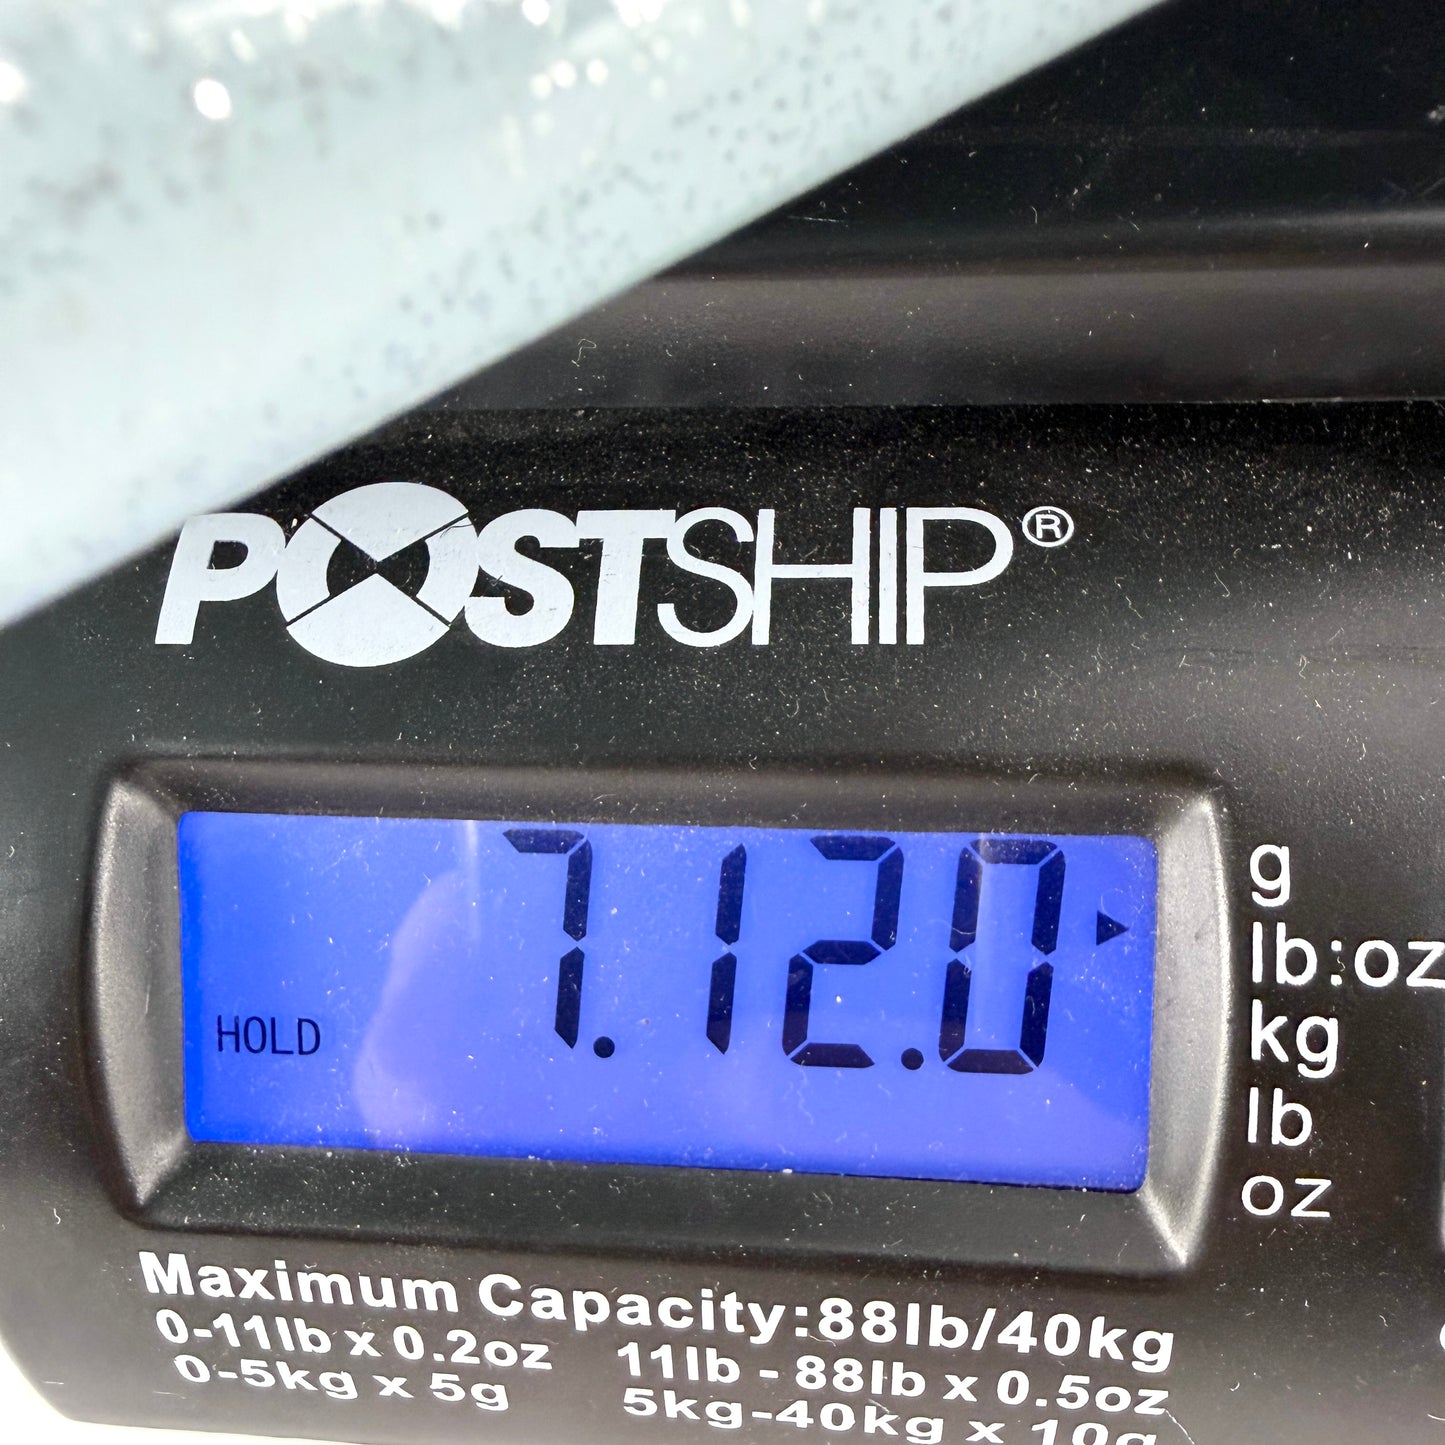 POSTSHIP®
7.12.0
HOLD
g
lb:oz
kg
lb
oz
Maximum Capacity:88lb/40kg
0-11lb x 0.2oz 11lb - 88lb x 0.5oz
0-5kg x 5g 5kg-40kg x 10g